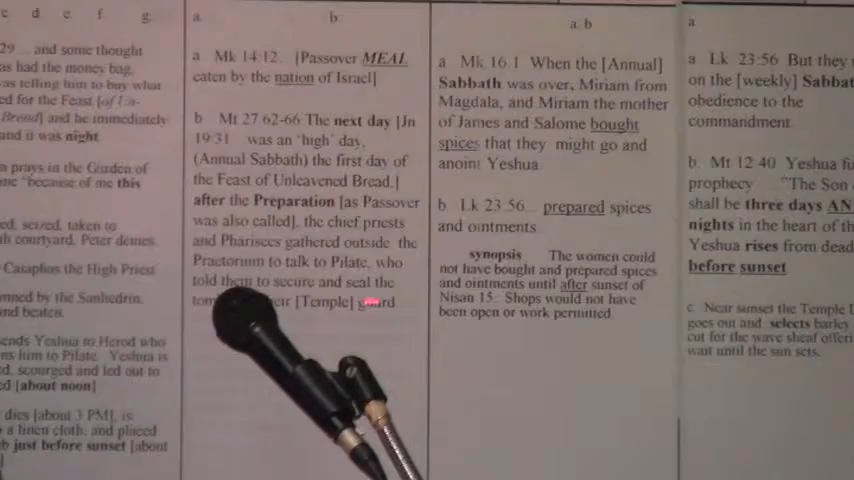 c d e. f g.
29 ... and some thought
as had the money bag,
as telling him to buy what
ed for the Feast [of Un-
Bread] and he immediately
and it was night.
n prays in the Garden of
me "because of me this
ed, seized, taken to
h courtyard. Peter denies.
Caiaphas the High Priest
mned by the Sanhedrin,
nd beaten.
ends Yeshua to Herod who
ns him to Pilate. Yeshua is
d, scourged and led out to
ed [about noon]
dies [about 3 PM], is
a linen cloth, and placed
b just before sunset [about
]
a. b
a Mk 14:12. [Passover MEAL
eaten by the nation of Israel]
b Mt 27:62-66 The next day [Jn
19:31 was an 'high' day,
(Annual Sabbath) the first day of
the Feast of Unleavened Bread,]
after the Preparation [as Passover
was also called], the chief priests
and Pharisees gathered outside the
Praetorium to talk to Pilate, who
told them to secure and seal the
[Temple] guard
a. b
a Mk 16:1 When the [Annual]
Sabbath was over, Miriam from
Magdala, and Miriam the mother
of James and Salome bought
spices that they might go and
anoint Yeshua.
b. Lk 23:56... prepared spices
and ointments
synopsis The women could
not have bought and prepared spices
and ointments until after sunset of
Nisan 15. Shops would not have
been open or work permitted
a
a Lk 23:56 But they
on the [weekly] Sabbat
obedience to the
commandment.
b. Mt 12:40 Yeshua fu
prophecy ... "The Son
shall be three days AN
nights in the heart of th
Yeshua rises from dead
before sunset
c. Near sunset the Temple
goes out and selects barley
cut for the wave sheaf offeri
wait until the sun sets.